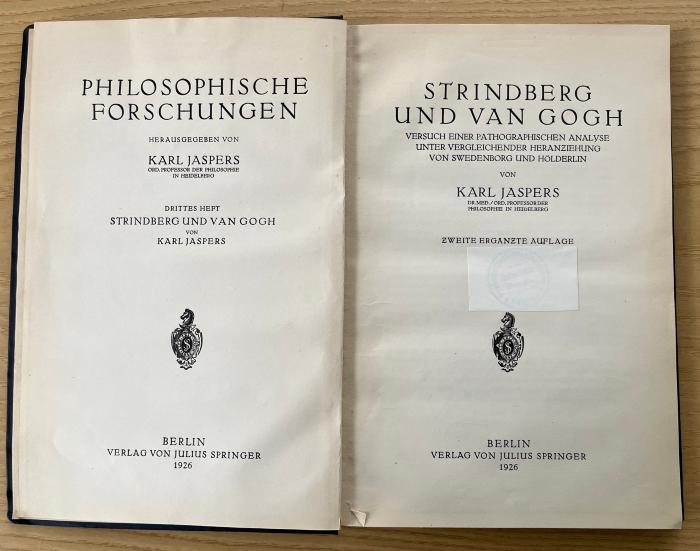 PHILOSOPHISCHE
FORSCHUNGEN
HERAUSGEGEBEN VON
KARL JASPERS
ORD. PROFESSOR DER PHILOSOPHIE
IN HEIDELBERG
DRITTES HEFT
STRINDBERG UND VAN GOGH
VON
KARL JASPERS
BERLIN
VERLAG VON JULIUS SPRINGER
1926
STRINDBERG
UND VAN GOGH
VERSUCH EINER PATHOGRAPHISCHEN ANALYSE
UNTER VERGLEICHENDER HERANZIEHUNG
VON SWEDENBORG UND HÖLDERLIN
VON
KARL JASPERS
DR. MED. / ORD. PROFESSOR DER
PHILOSOPHIE IN HEIDELBERG
ZWEITE ERGÄNZTE AUFLAGE
BERLIN
VERLAG VON JULIUS SPRINGER
1926